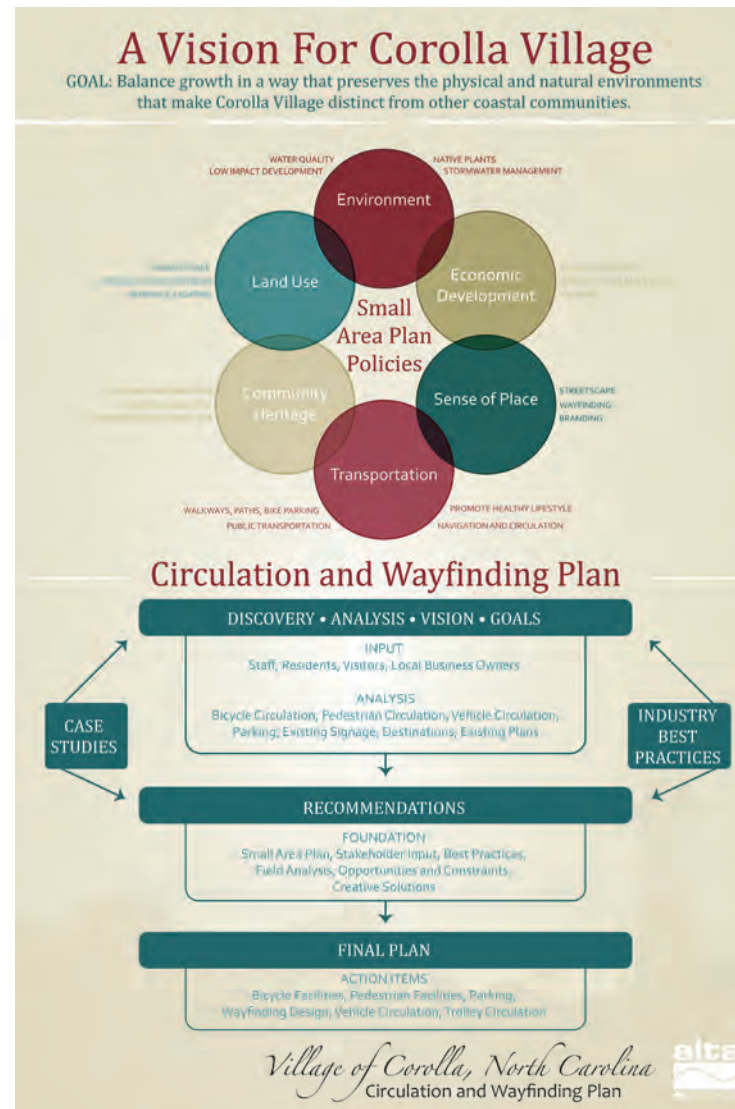 A Vision For Corolla Village
GOAL: Balance growth in a way that preserves the physical and natural environments
that make Corolla Village distinct from other coastal communities.
WATER QUALITY
LOW IMPACT DEVELOPMENT
NATIVE PLANTS
STORMWATER MANAGEMENT
Environment
Land Use
Economic
Development
Small
Area Plan
Policies
Community
Heritage
Sense of Place
STREETSCAPE
WAYFINDING
BRANDING
Transportation
WALKWAYS, PATHS, BIKE PARKING
PUBLIC TRANSPORTATION
PROMOTE HEALTHY LIFESTYLE
NAVIGATION AND CIRCULATION
Circulation and Wayfinding Plan
DISCOVERY • ANALYSIS • VISION • GOALS
INPUT
Staff, Residents, Visitors, Local Business Owners
ANALYSIS
Bicycle Circulation, Pedestrian Circulation, Vehicle Circulation,
Parking, Existing Signage, Destinations, Existing Plans
CASE
STUDIES
INDUSTRY
BEST
PRACTICES
RECOMMENDATIONS
FOUNDATION
Small Area Plan, Stakeholder Input, Best Practices,
Field Analysis, Opportunities and Constraints
Creative Solutions
FINAL PLAN
ACTION ITEMS
Bicycle Facilities, Pedestrian Facilities, Parking,
Wayfinding Design, Vehicle Circulation, Trolley Circulation
Village of Corolla, North Carolina
Circulation and Wayfinding Plan
alta